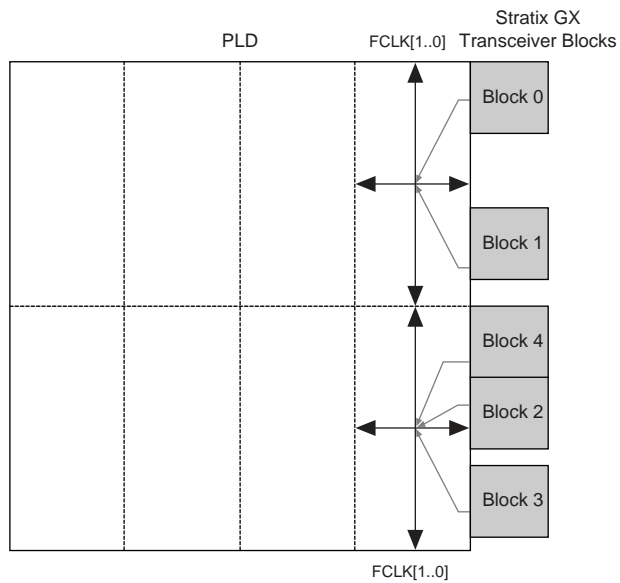 Stratix GX
PLD FCLK[1..0] Transceiver Blocks
Block 0
Block 1
Block 4
Block 2
Block 3
FCLK[1..0]